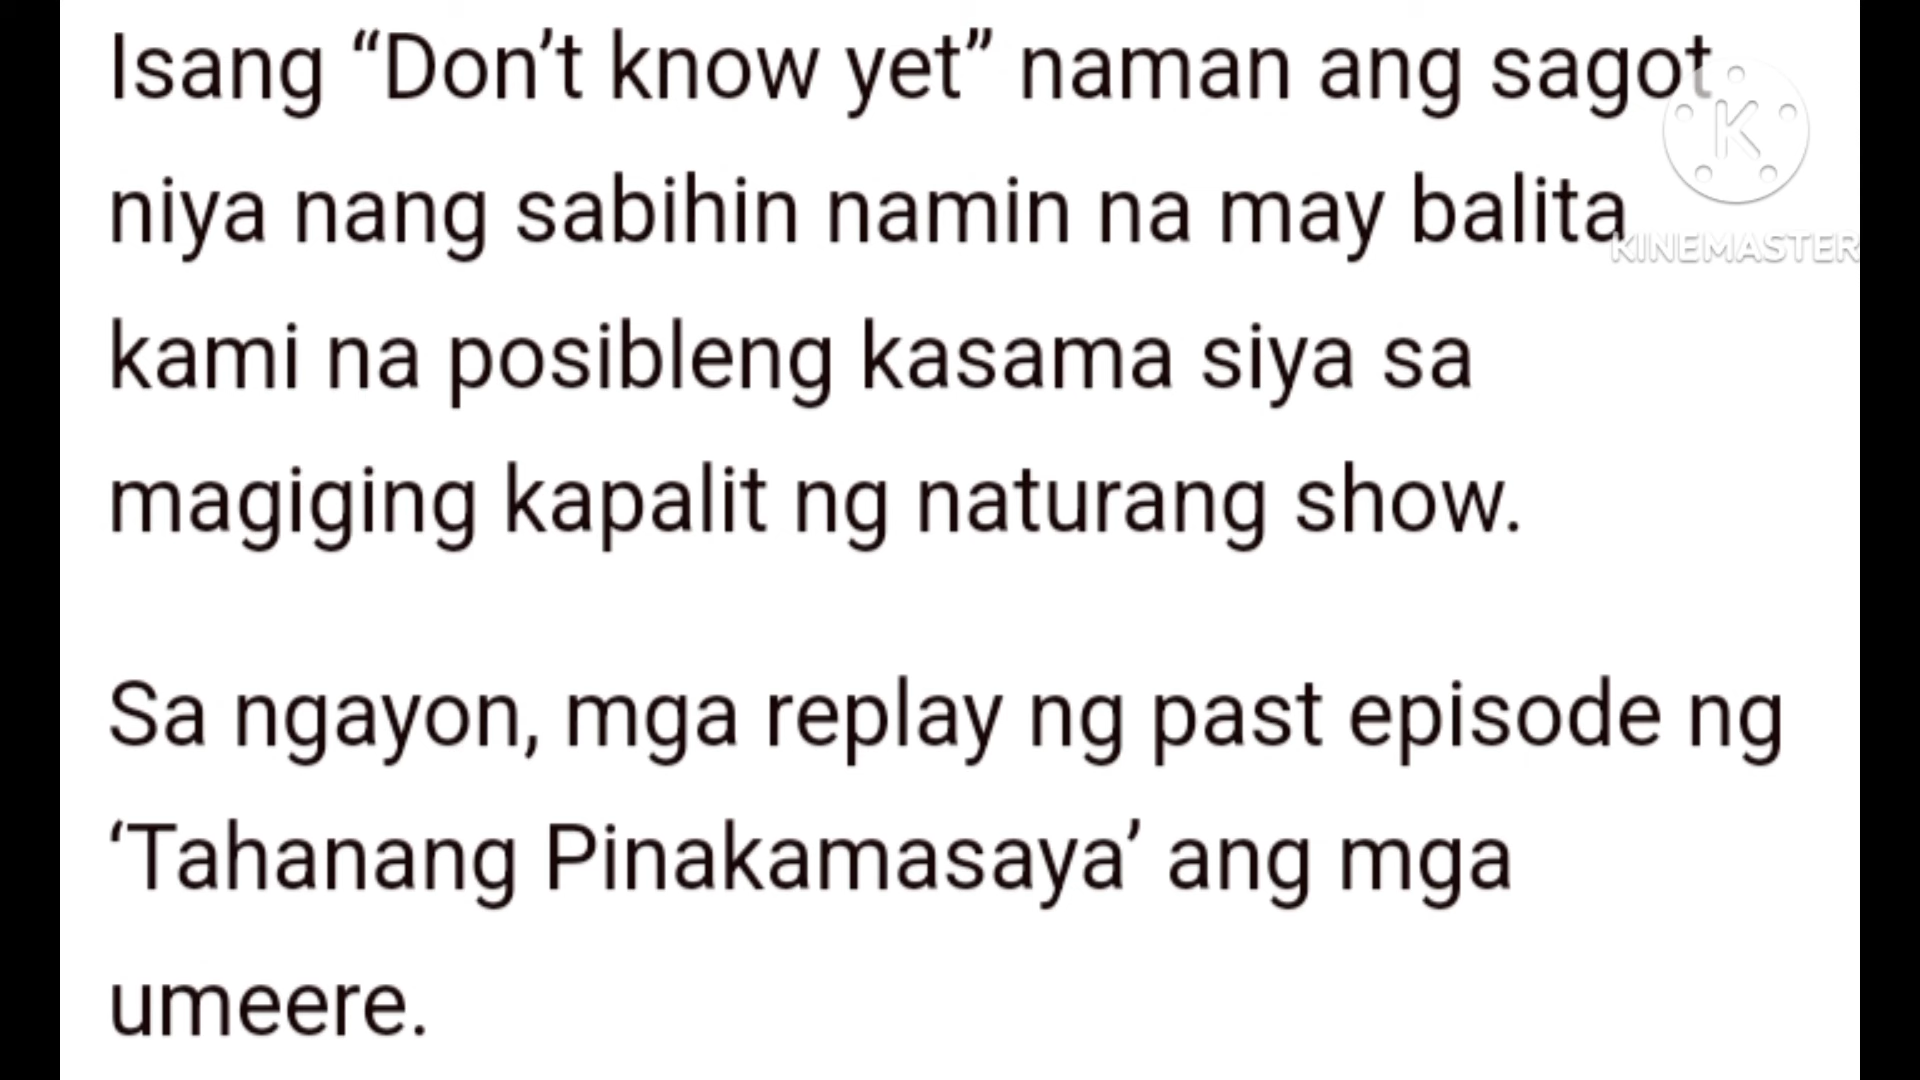 Isang “Don’t know yet” naman ang sagot
niya nang sabihin namin na may balita
kami na posibleng kasama siya sa
magiging kapalit ng naturang show.
Sa ngayon, mga replay ng past episode ng
‘Tahanang Pinakamasaya’ ang mga
umeere.
K
KINEMASTER